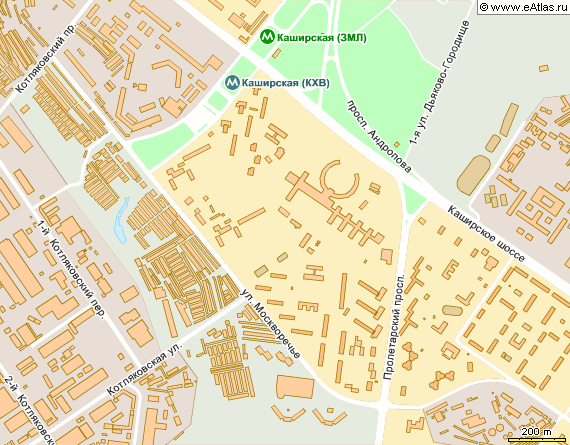 © www.eAtlas.ru
Котляковский пр.
Каширская (ЗМЛ)
Каширская (КХВ)
просп. Андропова
1-я ул. Дьяково-Городище
Каширское шоссе
1-й Котляковский пер.
ул. Москворечье
Пролетарский просп.
Котляковская ул.
2-й Котляковский
200 m